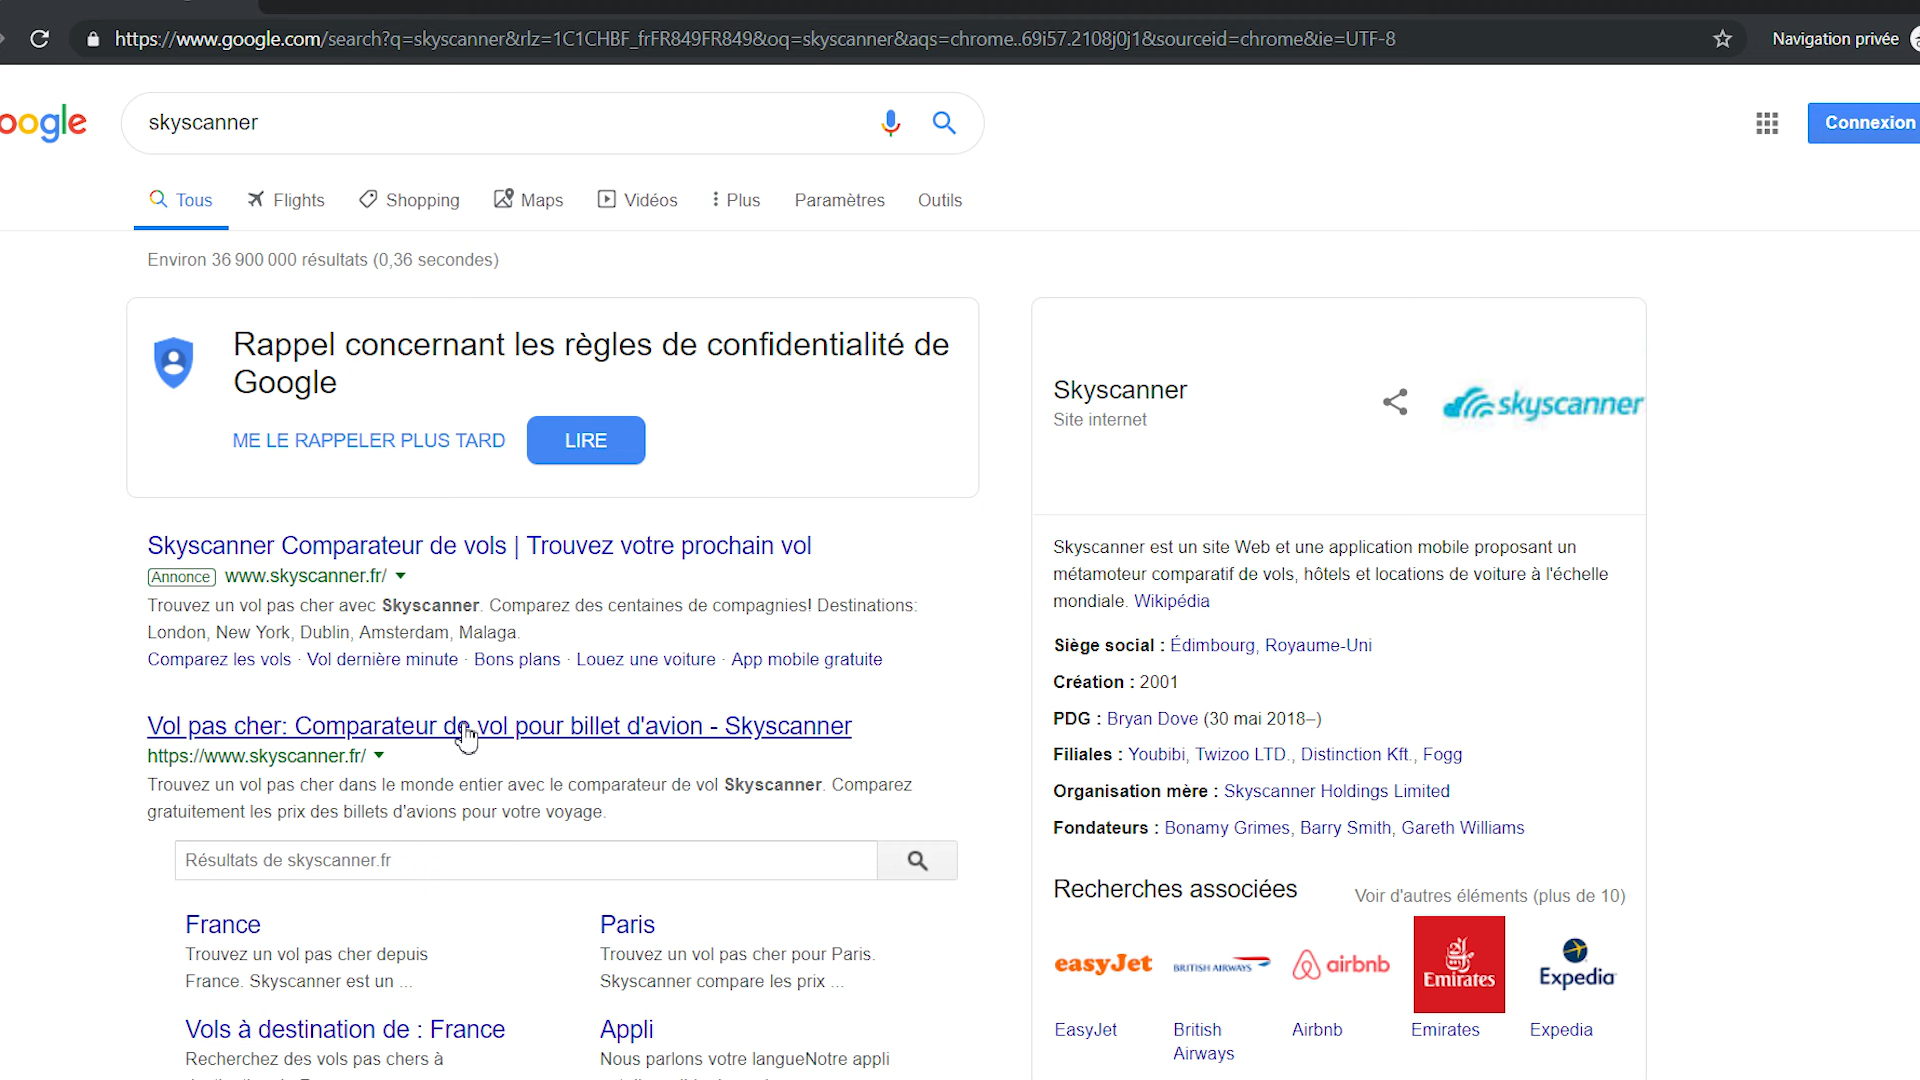 https://www.google.com/search?q=skyscanner&rlz=1C1CHBF_frFR849FR849&oq=skyscanner&aqs=chrome..69i57.2108j0j1&sourceid=chrome&ie=UTF-8
Navigation privée
oogle
skyscanner
Connexion
Tous
Flights
Shopping
Maps
Vidéos
Plus
Paramètres
Outils
Environ 36 900 000 résultats (0,36 secondes)
Rappel concernant les règles de confidentialité de
Google
ME LE RAPPELER PLUS TARD
LIRE
Skyscanner Comparateur de vols | Trouvez votre prochain vol
Annonce www.skyscanner.fr/
Trouvez un vol pas cher avec Skyscanner. Comparez des centaines de compagnies! Destinations:
London, New York, Dublin, Amsterdam, Malaga.
Comparez les vols · Vol dernière minute · Bons plans · Louez une voiture · App mobile gratuite
Vol pas cher: Comparateur de vol pour billet d'avion - Skyscanner
https://www.skyscanner.fr/
Trouvez un vol pas cher dans le monde entier avec le comparateur de vol Skyscanner. Comparez
gratuitement les prix des billets d'avions pour votre voyage.
Résultats de skyscanner.fr
France
Trouvez un vol pas cher depuis
France. Skyscanner est un ...
Paris
Trouvez un vol pas cher pour Paris.
Skyscanner compare les prix ...
Vols à destination de : France
Recherchez des vols pas chers à
Appli
Nous parlons votre langueNotre appli
Skyscanner
Site internet
skyscanner
Skyscanner est un site Web et une application mobile proposant un
métamoteur comparatif de vols, hôtels et locations de voiture à l'échelle
mondiale. Wikipédia
Siège social : Édimbourg, Royaume-Uni
Création : 2001
PDG : Bryan Dove (30 mai 2018–)
Filiales : Youbibi, Twizoo LTD., Distinction Kft., Fogg
Organisation mère : Skyscanner Holdings Limited
Fondateurs : Bonamy Grimes, Barry Smith, Gareth Williams
Recherches associées
Voir d'autres éléments (plus de 10)
easyJet
BRITISH AIRWAYS
airbnb
Emirates
Expedia
EasyJet
British
Airways
Airbnb
Emirates
Expedia